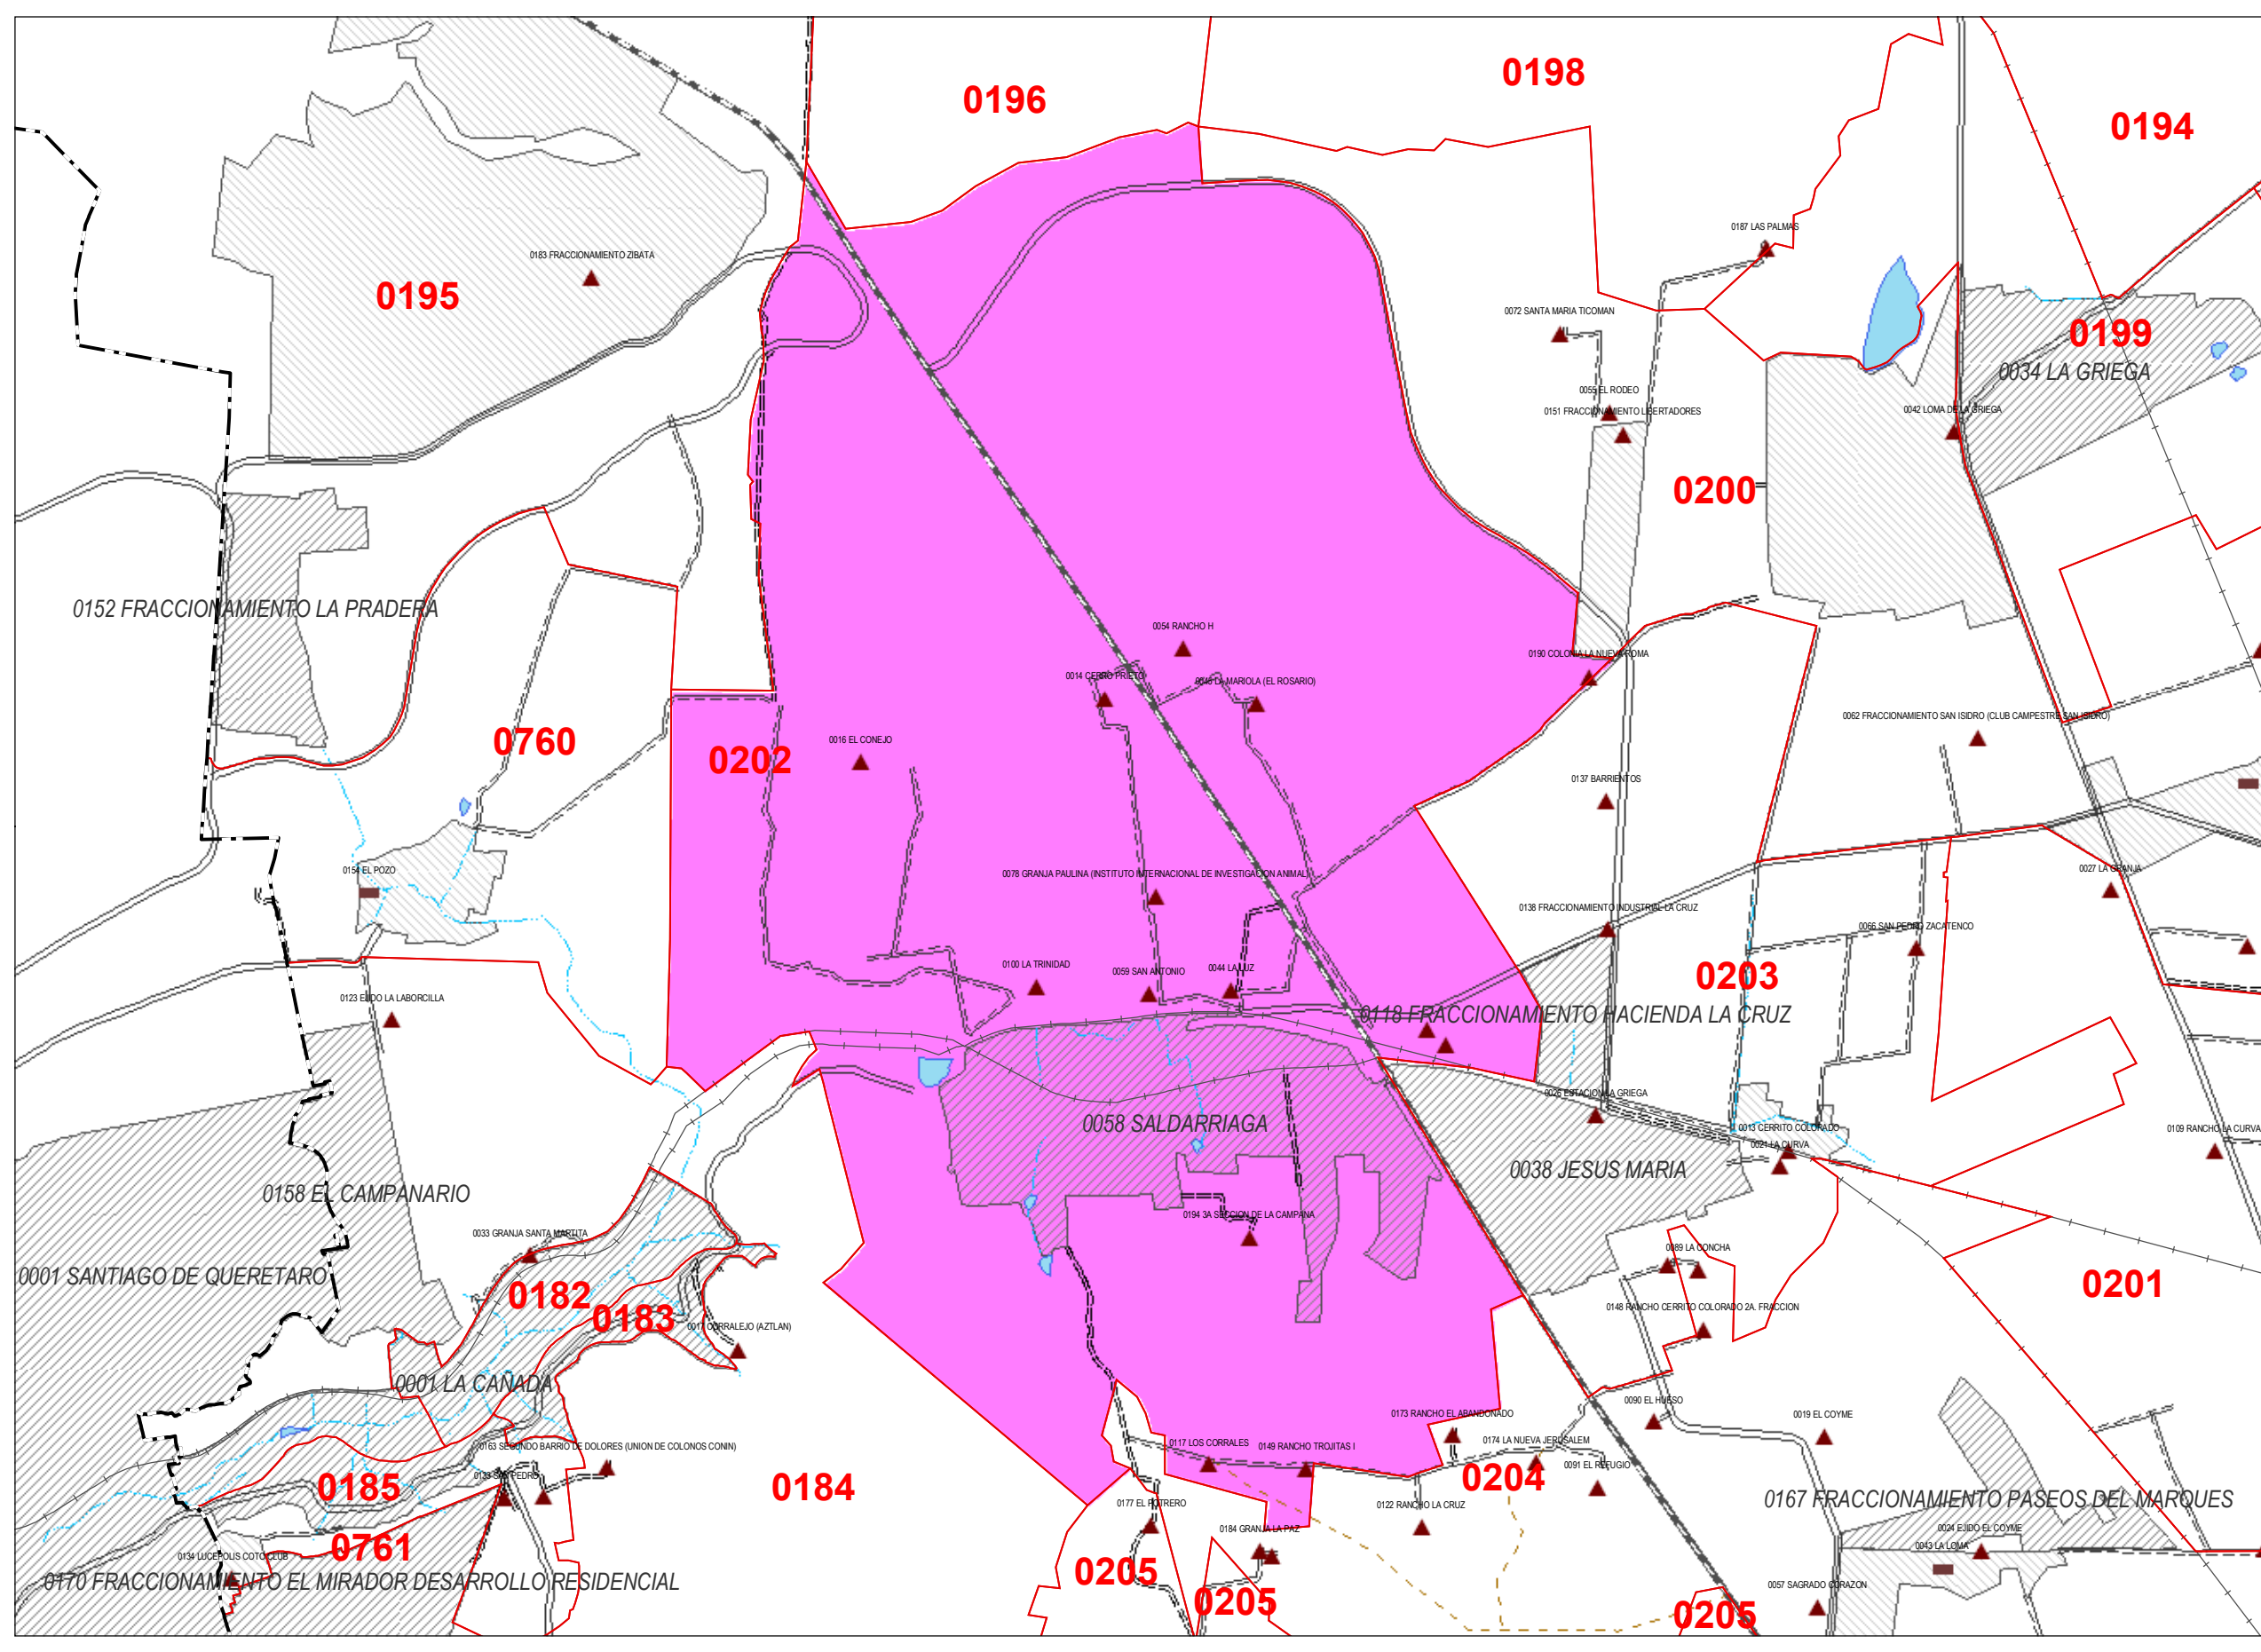 0198
0196
0194
0187 LAS PALMAS
0183 FRACCIONAMIENTO ZIBATA
0195
0072 SANTA MARIA TICOMAN
0199
0034 LA GRIEGA
0055 EL RODEO
0151 FRACCIONAMIENTO LIBERTADORES
0042 LOMA DE LA GRIEGA
0200
0152 FRACCIONAMIENTO LA PRADERA
0054 RANCHO H
0190 COLONIA LA NUEVA ROMA
0014 CERRO PRIETO
0045 LA MARIOLA (EL ROSARIO)
0062 FRACCIONAMIENTO SAN ISIDRO (CLUB CAMPESTRE SAN ISIDRO)
0760
0016 EL CONEJO
0202
0137 BARRIENTOS
0154 EL POZO
0078 GRANJA PAULINA (INSTITUTO INTERNACIONAL DE INVESTIGACION ANIMAL)
0027 LA GRANJA
0138 FRACCIONAMIENTO INDUSTRIAL LA CRUZ
0066 SAN PEDRO ZACATENCO
0100 LA TRINIDAD
0059 SAN ANTONIO
0044 LA LUZ
0203
0123 EJIDO LA LABORCILLA
0118 FRACCIONAMIENTO HACIENDA LA CRUZ
0026 ESTACION LA GRIEGA
0058 SALDARRIAGA
0013 CERRITO COLORADO
0109 RANCHO LA CURVA
0021 LA CURVA
0038 JESUS MARIA
0158 EL CAMPANARIO
0194 3A SECCION DE LA CAMPANA
0033 GRANJA SANTA MARTITA
0089 LA CONCHA
0001 SANTIAGO DE QUERETARO
0201
0182
0183
0148 RANCHO CERRITO COLORADO 2A. FRACCION
0017 CORRALEJO (AZTLAN)
0001 LA CAÑADA
0173 RANCHO EL ABANDONADO
0090 EL HUESO
0019 EL COYME
0163 SEGUNDO BARRIO DE DOLORES (UNION DE COLONOS CONIN)
0117 LOS CORRALES
0149 RANCHO TROJITAS I
0174 LA NUEVA JERUSALEM
0091 EL REFUGIO
0133 SAN PEDRO
0185
0184
0204
0177 EL POTRERO
0122 RANCHO LA CRUZ
0167 FRACCIONAMIENTO PASEOS DEL MARQUES
0184 GRANJA LA PAZ
0024 EJIDO EL COYME
0043 LA LOMA
0761
0134 LUCEPOLIS COTO CLUB
0170 FRACCIONAMIENTO EL MIRADOR DESARROLLO RESIDENCIAL
0205
0057 SAGRADO CORAZON
0205
0205